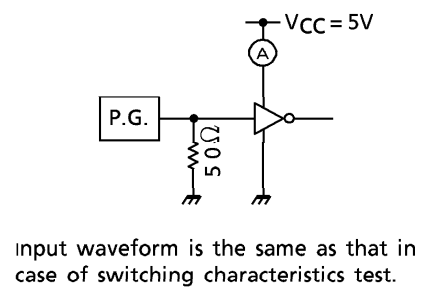 VCC = 5V
A
P.G.
50Ω
Input waveform is the same as that in
case of switching characteristics test.